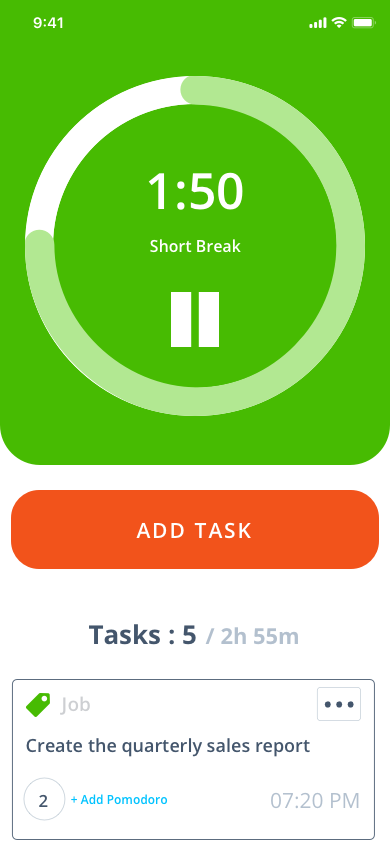 9:41
1:50
Short Break
ADD TASK
Tasks : 5 / 2h 55m
Job
Create the quarterly sales report
2 + Add Pomodoro 07:20 PM